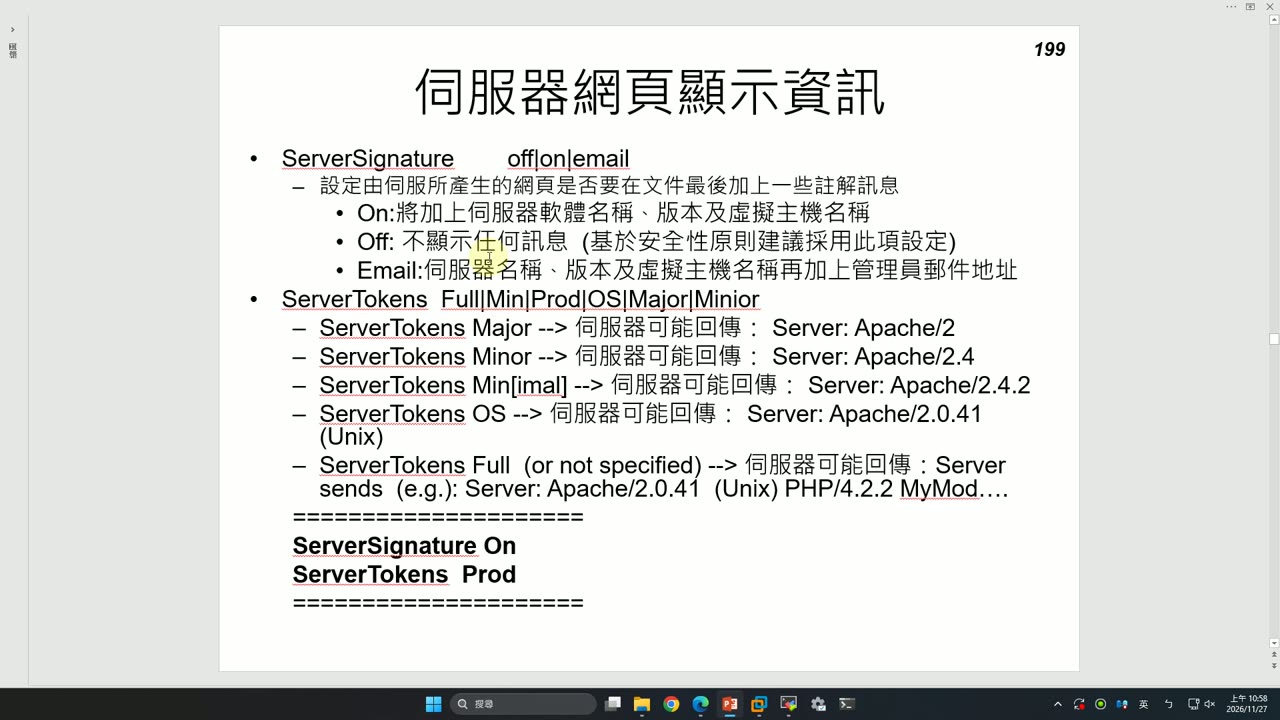 199
伺服器網頁顯示資訊
• ServerSignature off|on|email
– 設定由伺服所產生的網頁是否要在文件最後加上一些註解訊息
• On:將加上伺服器軟體名稱、版本及虛擬主機名稱
• Off: 不顯示任何訊息 (基於安全性原則建議採用此項設定)
• Email:伺服器名稱、版本及虛擬主機名稱再加上管理員郵件地址
• ServerTokens Full|Min|Prod|OS|Major|Minior
– ServerTokens Major --> 伺服器可能回傳： Server: Apache/2
– ServerTokens Minor --> 伺服器可能回傳： Server: Apache/2.4
– ServerTokens Min[imal] --> 伺服器可能回傳： Server: Apache/2.4.2
– ServerTokens OS --> 伺服器可能回傳： Server: Apache/2.0.41
(Unix)
– ServerTokens Full (or not specified) --> 伺服器可能回傳：Server
sends (e.g.): Server: Apache/2.0.41 (Unix) PHP/4.2.2 MyMod….
=====================
ServerSignature On
ServerTokens Prod
=====================
搜尋
英
ㄅ
上午 10:58
2026/11/27